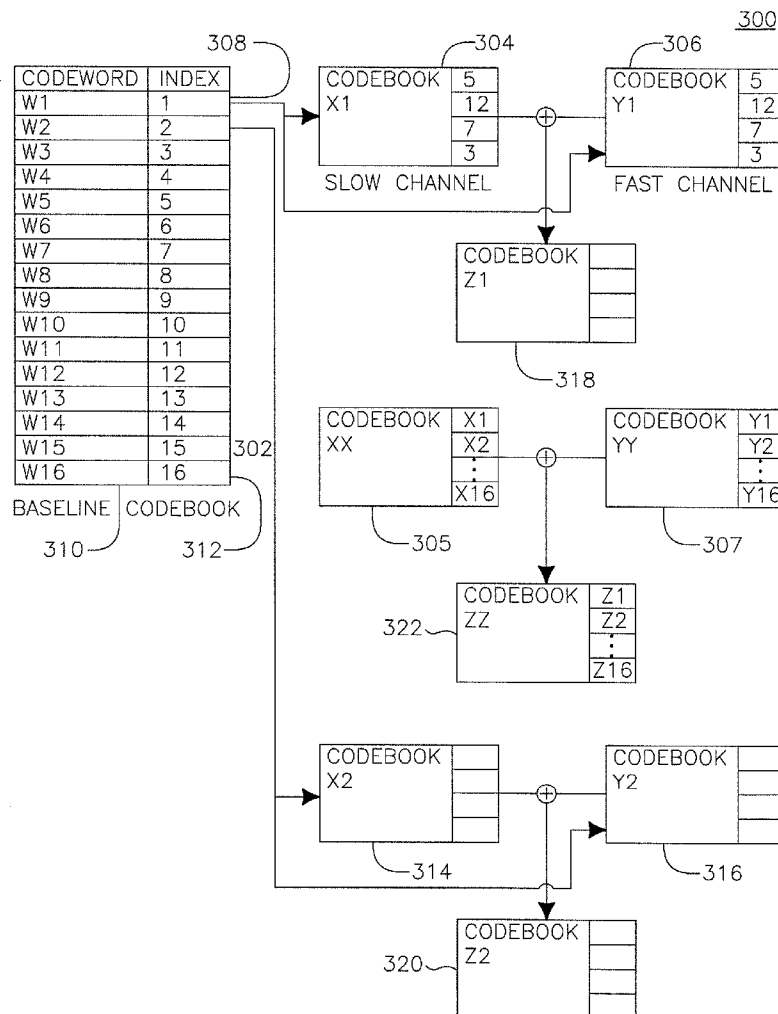 300
308
304
306
CODEWORD INDEX
W1 1
W2 2
W3 3
W4 4
W5 5
W6 6
W7 7
W8 8
W9 9
W10 10
W11 11
W12 12
W13 13
W14 14
W15 15
W16 16
302
BASELINE CODEBOOK
310
312
CODEBOOK
X1
5
12
7
3
SLOW CHANNEL
CODEBOOK
Y1
5
12
7
3
FAST CHANNEL
CODEBOOK
Z1
318
CODEBOOK
XX
X1
X2
X16
305
CODEBOOK
YY
Y1
Y2
Y16
307
CODEBOOK
ZZ
Z1
Z2
Z16
322
CODEBOOK
X2
314
CODEBOOK
Y2
316
CODEBOOK
Z2
320